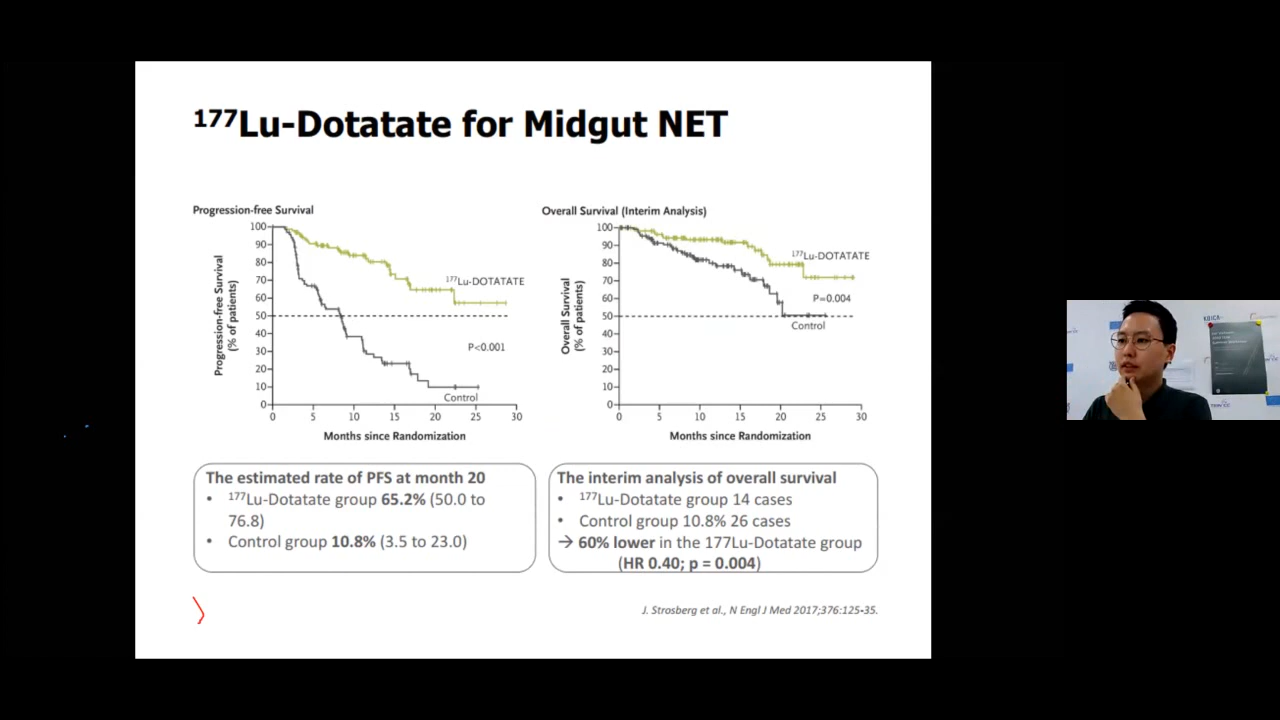 ¹⁷⁷Lu-Dotatate for Midgut NET
Progression-free Survival
Progression-free Survival
(% of patients)
100
90
80
70
60
50
40
30
20
10
0
0 5 10 15 20 25 30
Months since Randomization
¹⁷⁷Lu-DOTATATE
P<0.001
Control
Overall Survival (Interim Analysis)
Overall Survival
(% of patients)
100
90
80
70
60
50
40
30
20
10
0
0 5 10 15 20 25 30
Months since Randomization
¹⁷⁷Lu-DOTATATE
P=0.004
Control
The estimated rate of PFS at month 20
• ¹⁷⁷Lu-Dotatate group 65.2% (50.0 to
76.8)
• Control group 10.8% (3.5 to 23.0)
The interim analysis of overall survival
• ¹⁷⁷Lu-Dotatate group 14 cases
• Control group 10.8% 26 cases
→ 60% lower in the 177Lu-Dotatate group
(HR 0.40; p = 0.004)
J. Strosberg et al., N Engl J Med 2017;376:125-35.